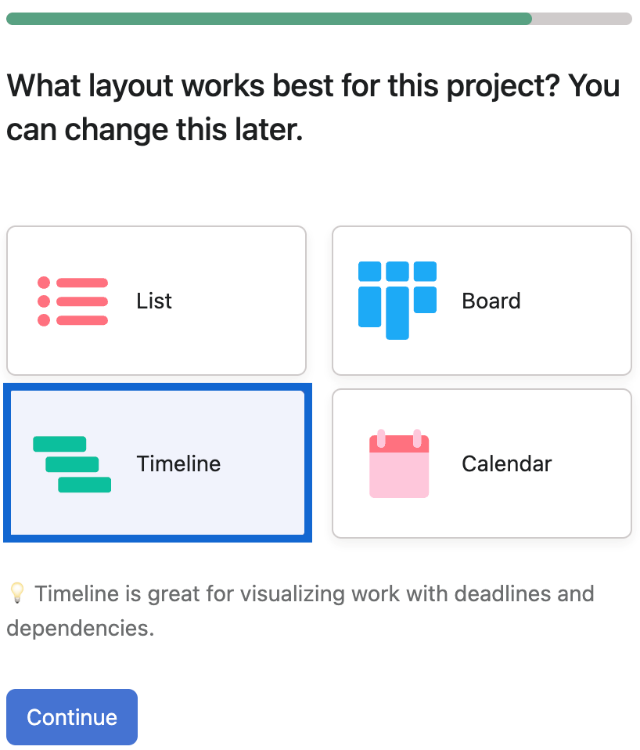 What layout works best for this project? You
can change this later.
List
Board
Timeline
Calendar
Timeline is great for visualizing work with deadlines and
dependencies.
Continue